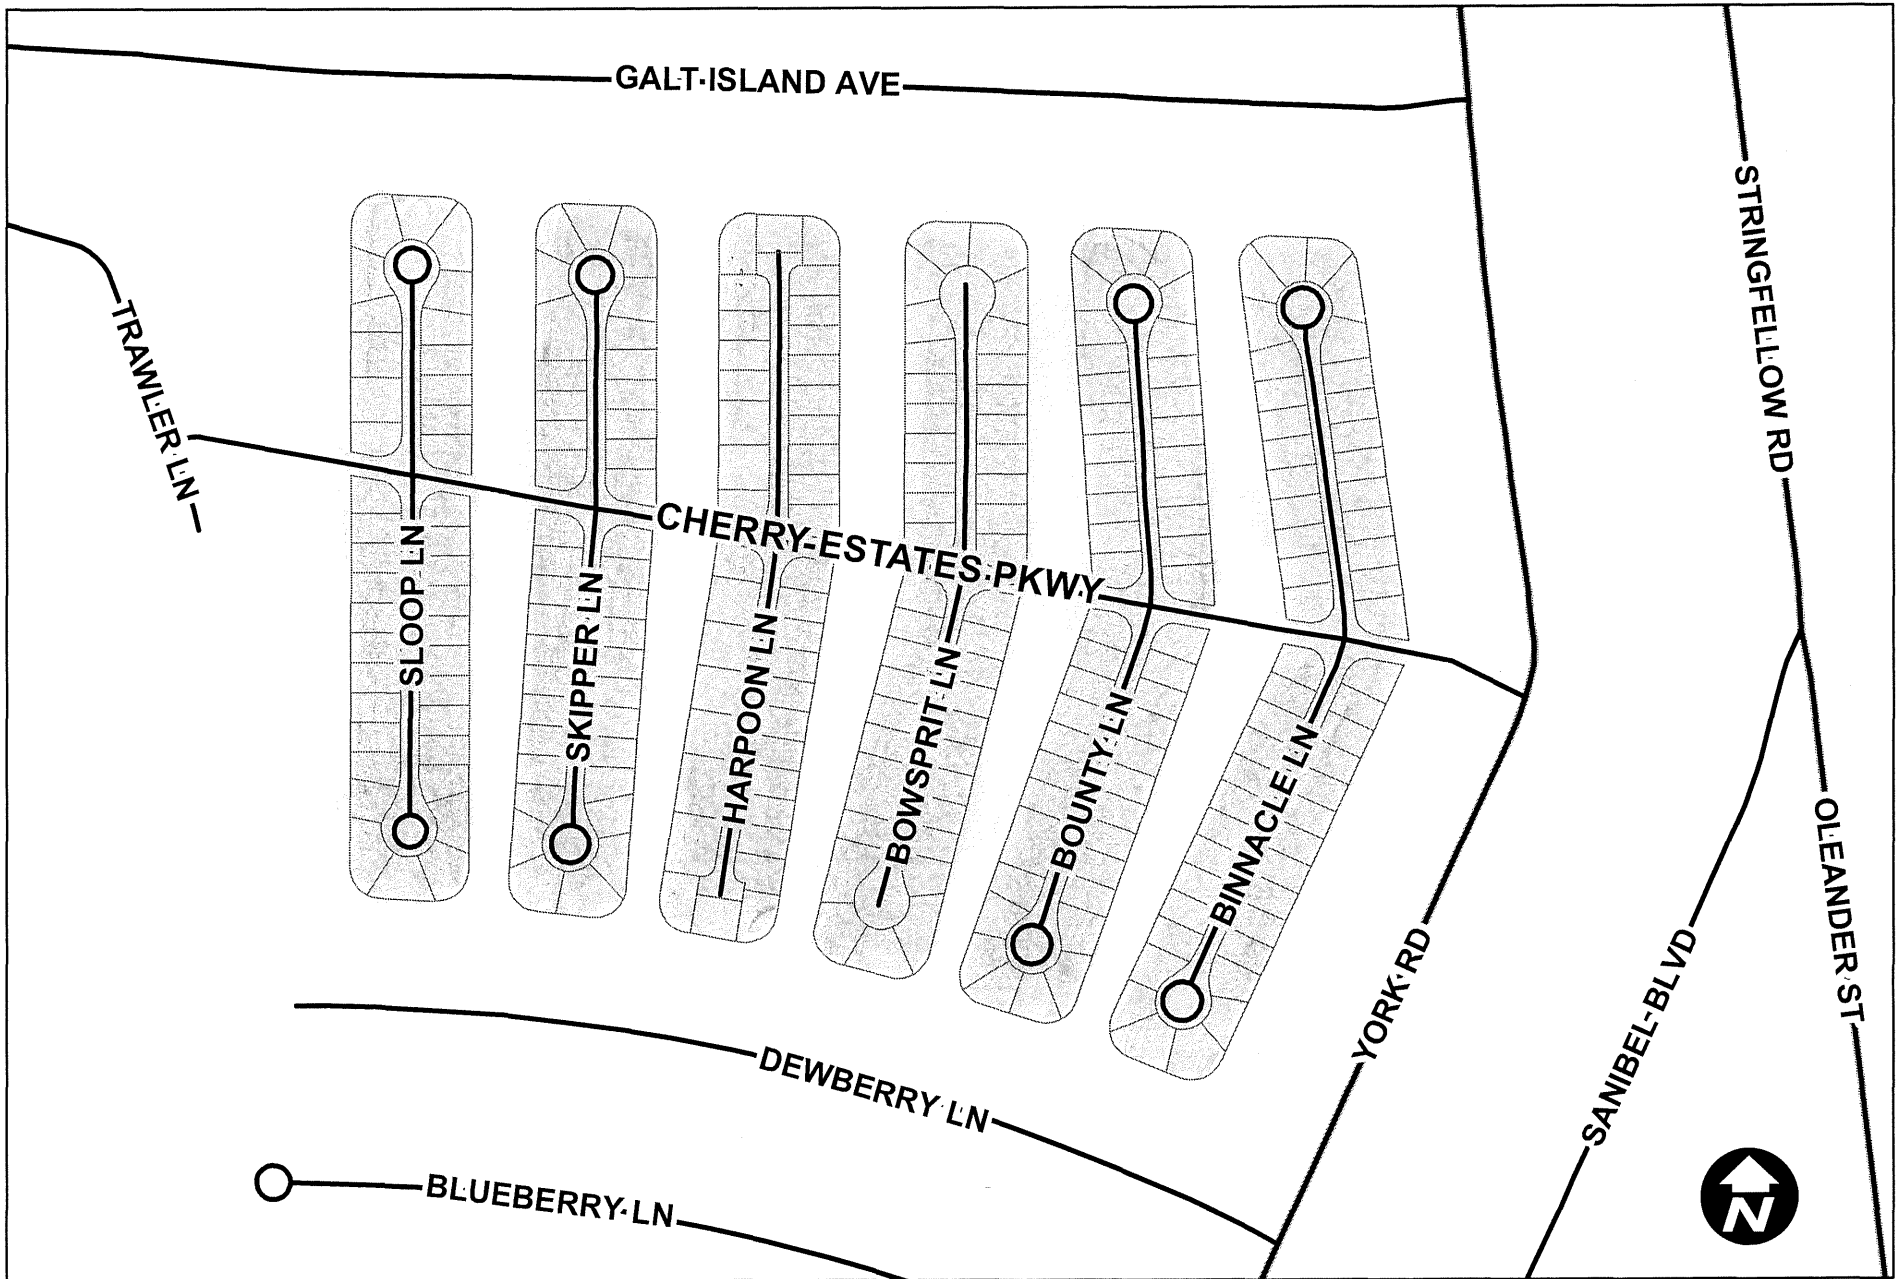 GALT ISLAND AVE
STRINGFELLOW RD
TRAWLER LN
CHERRY ESTATES PKWY
SLOOP LN
SKIPPER LN
HARPOON LN
BOWSPRIT LN
BOUNTY LN
BINNACLE LN
OLEANDER ST
YORK RD
SANIBEL BLVD
DEWBERRY LN
BLUEBERRY LN
N